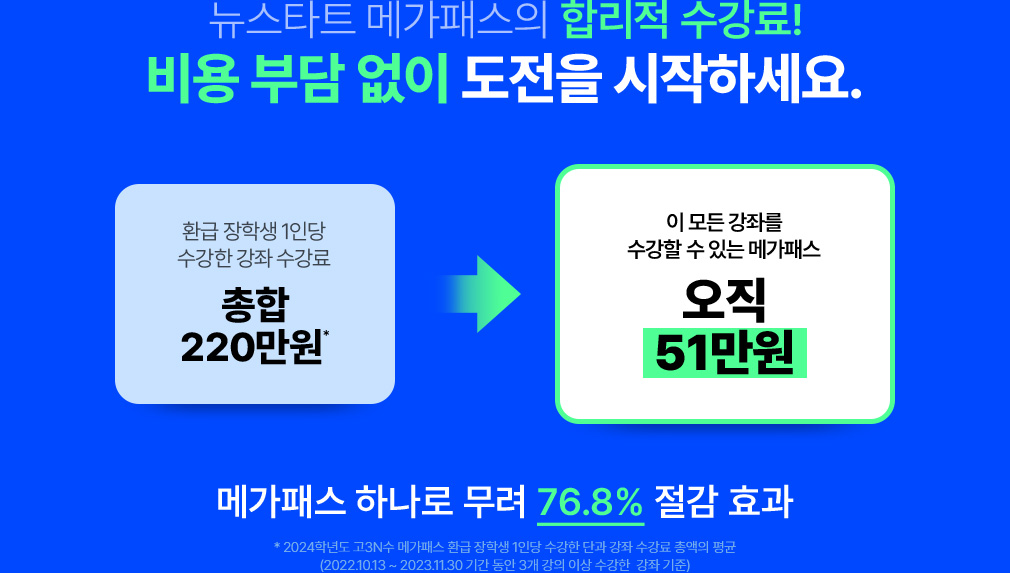 뉴스타트 메가패스의 합리적 수강료!
비용 부담 없이 도전을 시작하세요.
환급 장학생 1인당
수강한 강좌 수강료
총합
220만원*
이 모든 강좌를
수강할 수 있는 메가패스
오직
51만원
메가패스 하나로 무려 76.8% 절감 효과
* 2024학년도 고3N수 메가패스 환급 장학생 1인당 수강한 단과 강좌 수강료 총액의 평균
(2022.10.13 ~ 2023.11.30 기간 동안 3개 강의 이상 수강한 강좌 기준)